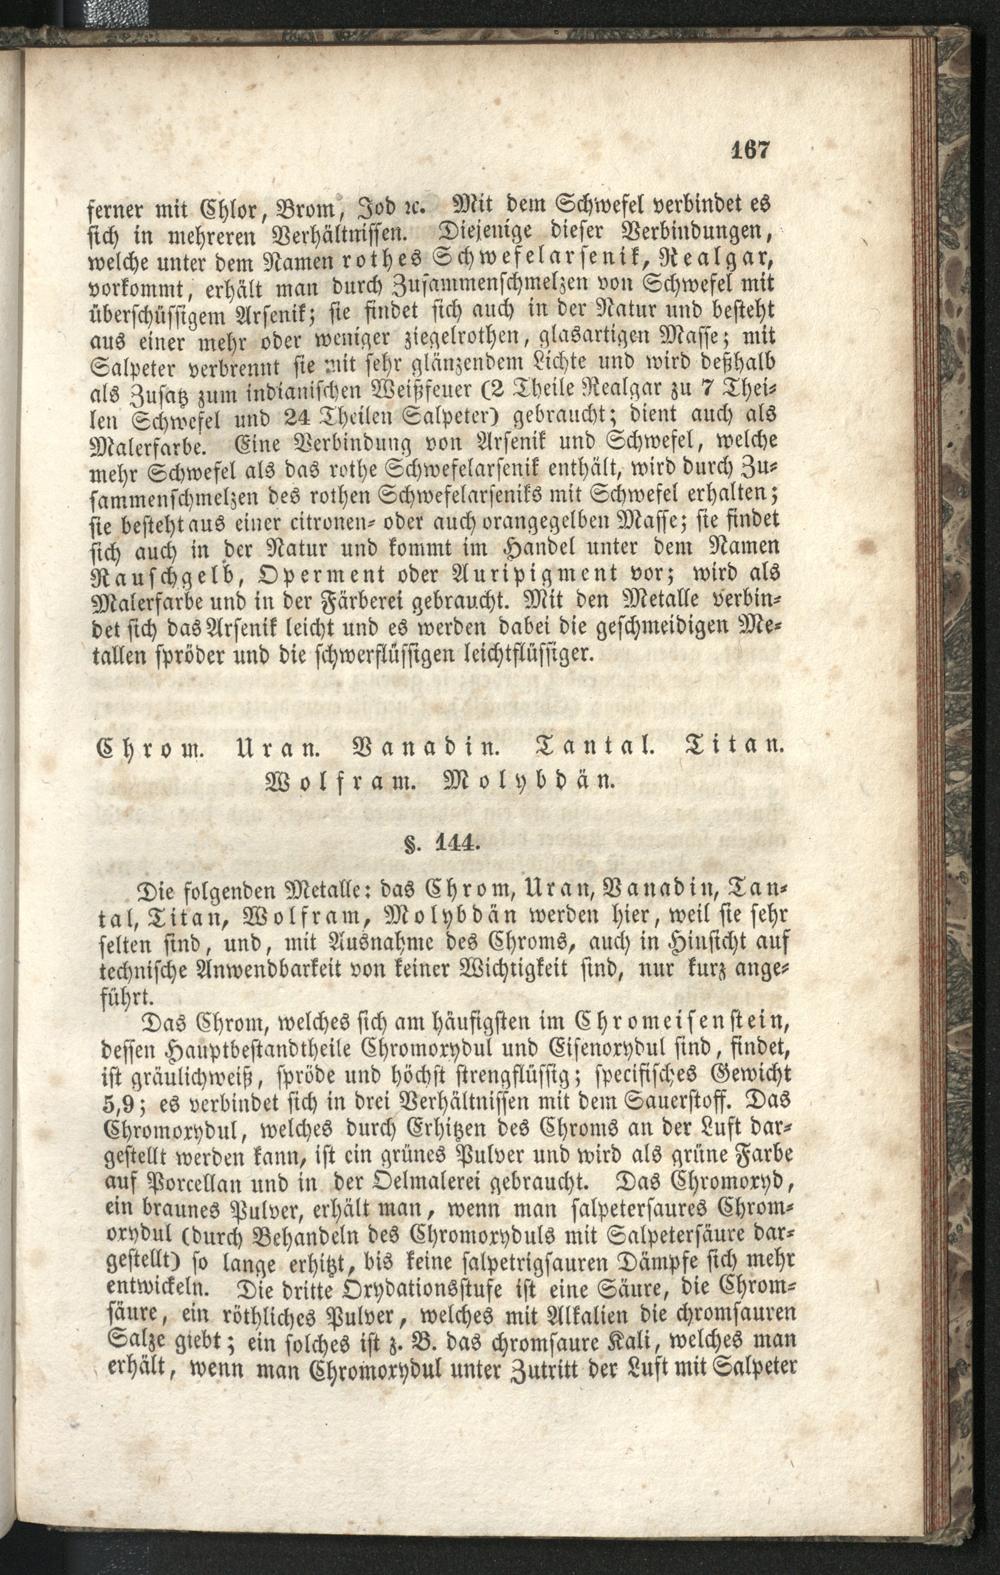 167
ferner mit Chlor, Brom, Jod ꝛc. Mit dem Schwefel verbindet es
sich in mehreren Verhältnissen. Diejenige dieser Verbindungen,
welche unter dem Namen rothes Schwefelarsenik, Realgar,
vorkommt, erhält man durch Zusammenschmelzen von Schwefel mit
überschüssigem Arsenik; sie findet sich auch in der Natur und besteht
aus einer mehr oder weniger ziegelrothen, glasartigen Masse; mit
Salpeter verbrennt sie mit sehr glänzendem Lichte und wird deßhalb
als Zusatz zum indianischen Weißfeuer (2 Theile Realgar zu 7 Thei-
len Schwefel und 24 Theilen Salpeter) gebraucht; dient auch als
Malerfarbe. Eine Verbindung von Arsenik und Schwefel, welche
mehr Schwefel als das rothe Schwefelarsenik enthält, wird durch Zu-
sammenschmelzen des rothen Schwefelarseniks mit Schwefel erhalten;
sie besteht aus einer citronen- oder auch orangegelben Masse; sie findet
sich auch in der Natur und kommt im Handel unter dem Namen
Rauschgelb, Operment oder Auripigment vor; wird als
Malerfarbe und in der Färberei gebraucht. Mit den Metalle verbin-
det sich das Arsenik leicht und es werden dabei die geschmeidigen Me-
tallen spröder und die schwerflüssigen leichtflüssiger.
Chrom. Uran. Vanadin. Tantal. Titan.
Wolfram. Molybdän.
§. 144.
Die folgenden Metalle: das Chrom, Uran, Vanadin, Tan-
tal, Titan, Wolfram, Molybdän werden hier, weil sie sehr
selten sind, und, mit Ausnahme des Chroms, auch in Hinsicht auf
technische Anwendbarkeit von keiner Wichtigkeit sind, nur kurz ange-
führt.
Das Chrom, welches sich am häufigsten im Chromeisenstein,
dessen Hauptbestandtheile Chromoxydul und Eisenoxydul sind, findet,
ist gräulichweiß, spröde und höchst strengflüssig; specifisches Gewicht
5,9; es verbindet sich in drei Verhältnissen mit dem Sauerstoff. Das
Chromoxydul, welches durch Erhitzen des Chroms an der Luft dar-
gestellt werden kann, ist ein grünes Pulver und wird als grüne Farbe
auf Porcellan und in der Oelmalerei gebraucht. Das Chromoxyd,
ein braunes Pulver, erhält man, wenn man salpetersaures Chrom-
oxydul (durch Behandeln des Chromoxyduls mit Salpetersäure dar-
gestellt) so lange erhitzt, bis keine salpetrigsauren Dämpfe sich mehr
entwickeln. Die dritte Oxydationsstufe ist eine Säure, die Chrom-
säure, ein röthliches Pulver, welches mit Alkalien die chromsauren
Salze giebt; ein solches ist z. B. das chromsaure Kali, welches man
erhält, wenn man Chromoxydul unter Zutritt der Luft mit Salpeter